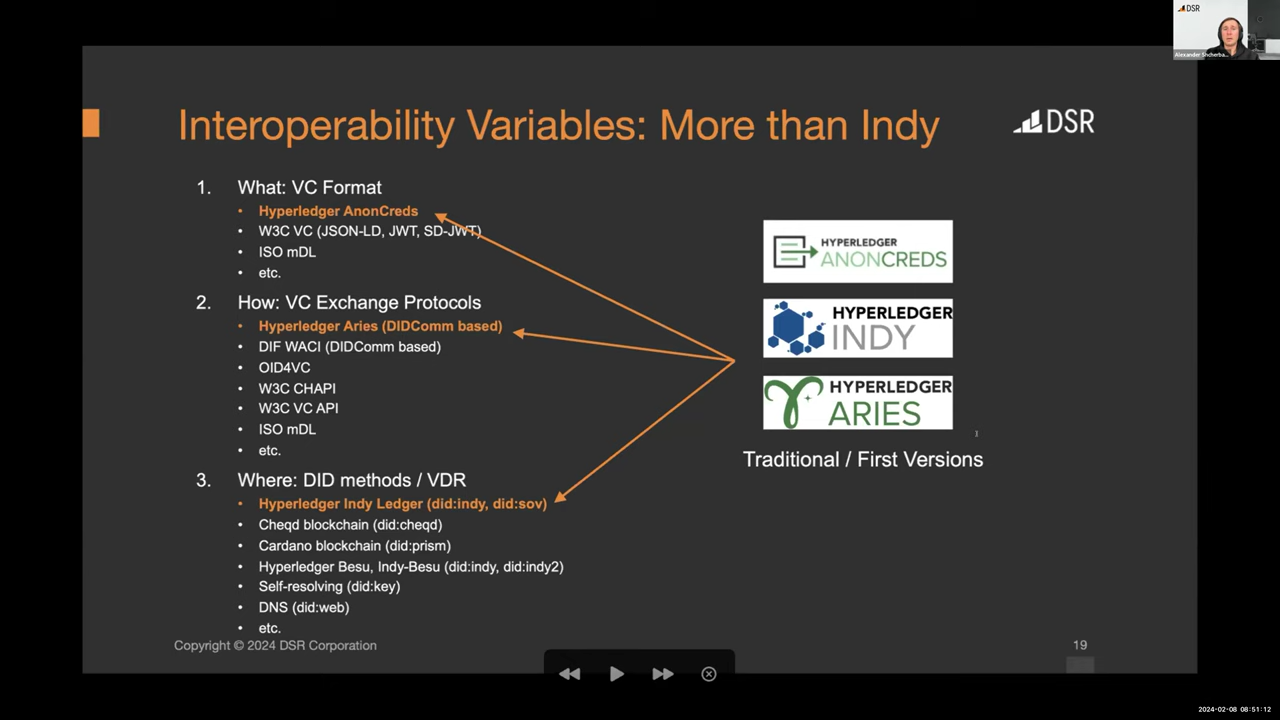 DSR
Alexander Shcherba...
Interoperability Variables: More than Indy
DSR
1. What: VC Format
• Hyperledger AnonCreds
• W3C VC (JSON-LD, JWT, SD-JWT)
• ISO mDL
• etc.
2. How: VC Exchange Protocols
• Hyperledger Aries (DIDComm based)
• DIF WACI (DIDComm based)
• OID4VC
• W3C CHAPI
• W3C VC API
• ISO mDL
• etc.
3. Where: DID methods / VDR
• Hyperledger Indy Ledger (did:indy, did:sov)
• Cheqd blockchain (did:cheqd)
• Cardano blockchain (did:prism)
• Hyperledger Besu, Indy-Besu (did:indy, did:indy2)
• Self-resolving (did:key)
• DNS (did:web)
• etc.
HYPERLEDGER
ANONCREDS
HYPERLEDGER
INDY
HYPERLEDGER
ARIES
Traditional / First Versions
Copyright © 2024 DSR Corporation
19
2024-02-08 08:51:12